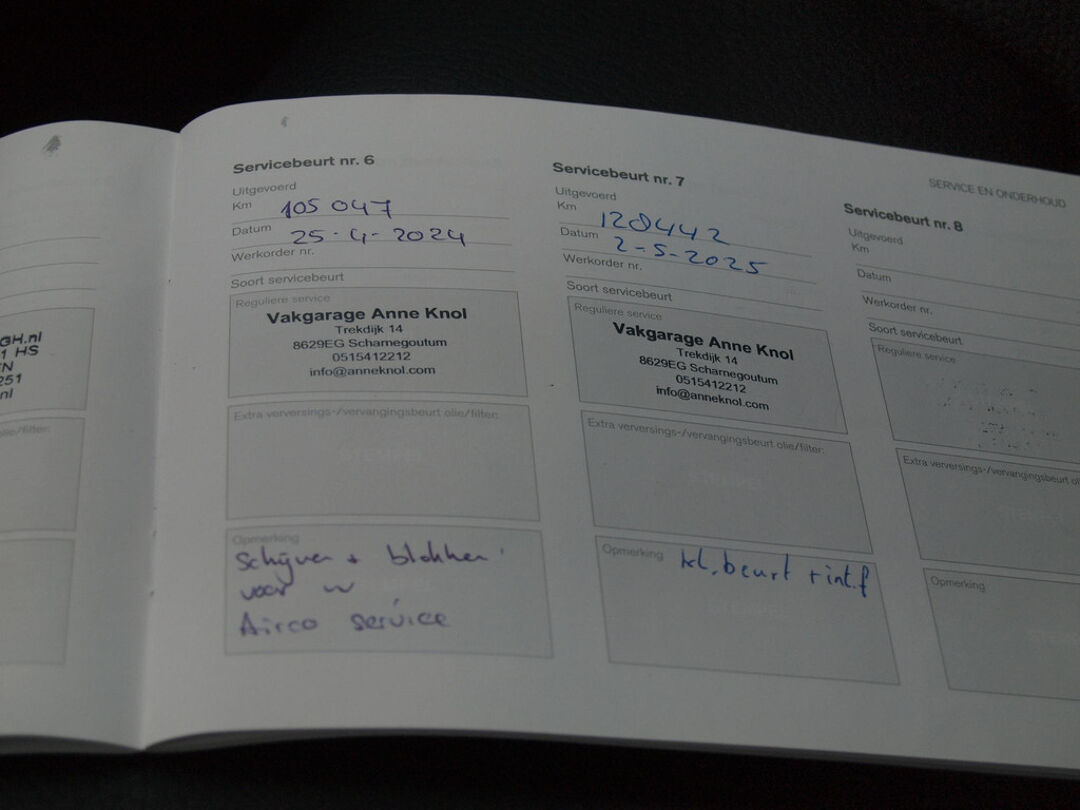 GH.nl
1 HS
N
251
nl
olie/filter:
Servicebeurt nr. 6
Uitgevoerd
Km 105 047
Datum 25-4-2024
Werkorder nr.
Soort servicebeurt
Reguliere service
Vakgarage Anne Knol
Trekdijk 14
8629EG Scharnegoutum
0515412212
info@anneknol.com
Extra verversings-/vervangingsbeurt olie/filter:
Opmerking
Schijven + blokken
voor
Airco service
Servicebeurt nr. 7
Uitgevoerd
Km 120442
Datum 2-5-2025
Werkorder nr.
Soort servicebeurt
Reguliere service
Vakgarage Anne Knol
Trekdijk 14
8629EG Scharnegoutum
0515412212
info@anneknol.com
Extra verversings-/vervangingsbeurt olie/filter:
Opmerking kl. beurt + int.f
SERVICE EN ONDERHOUD
Servicebeurt nr. 8
Uitgevoerd
Km
Datum
Werkorder nr.
Soort servicebeurt
Reguliere service
Extra verversings-/vervangingsbeurt ol
Opmerking